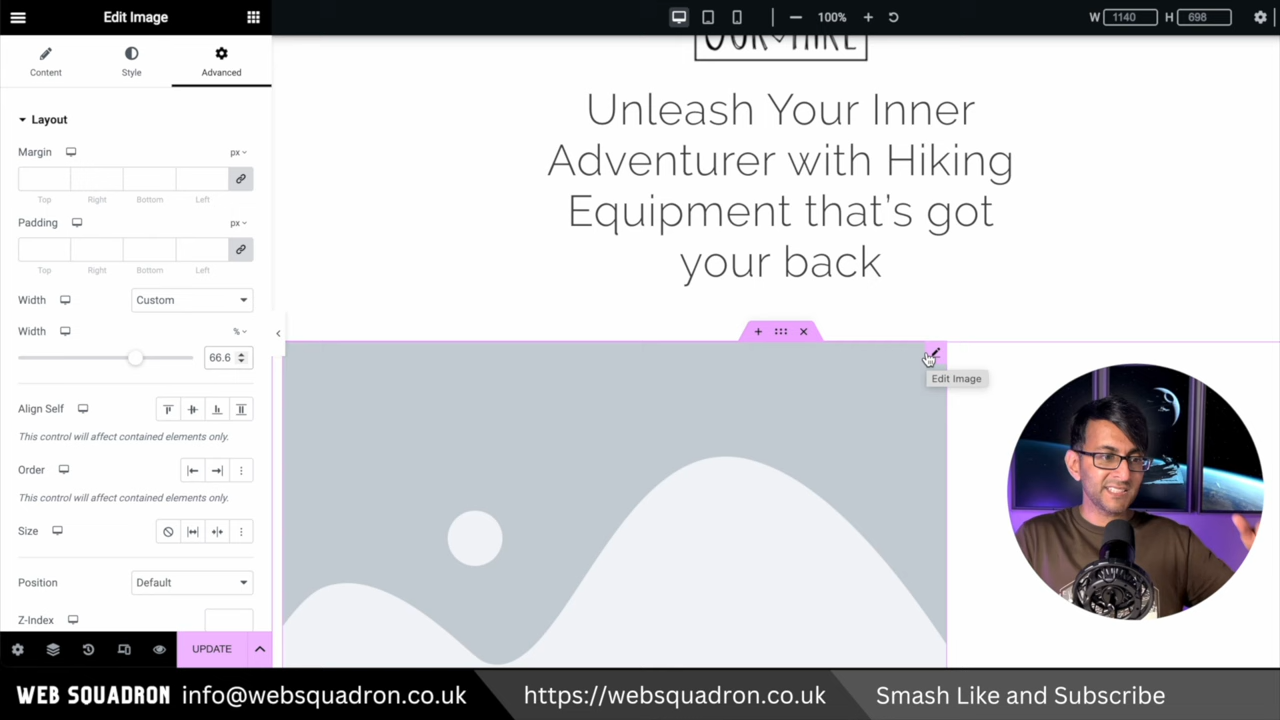 Edit Image
100%
W 1140 H 698
Content Style Advanced
Layout
Margin px
Top Right Bottom Left
Padding px
Top Right Bottom Left
Width Custom
Width %
66.6
Align Self
This control will affect contained elements only.
Order
This control will affect contained elements only.
Size
Position Default
Z-Index
UPDATE
OUR HIKE
Unleash Your Inner
Adventurer with Hiking
Equipment that’s got
your back
Edit Image
WEB SQUADRON info@websquadron.co.uk https://websquadron.co.uk Smash Like and Subscribe